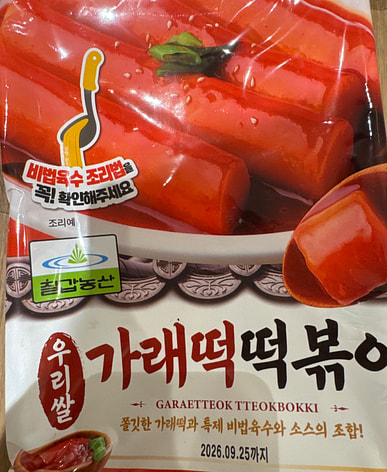 비법육수 조리법을
꼭! 확인해주세요
조리예
칠갑농산
우리쌀
가래떡떡볶이
GARAETTEOK TTEOKBOKKI
쫄깃한 가래떡과 특제 비법육수와 소스의 조합!
2026.09.25까지